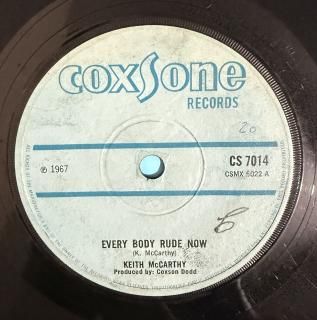 coxSone
RECORDS
20
℗ 1967
CS 7014
CSMX 5022 A
EVERY BODY RUDE NOW
(K. McCarthy)
KEITH McCARTHY
Produced by: Coxson Dodd